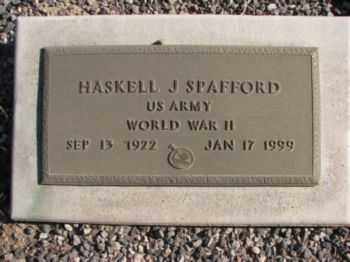 HASKELL J SPAFFORD
US ARMY
WORLD WAR II
SEP 13 1922 JAN 17 1999